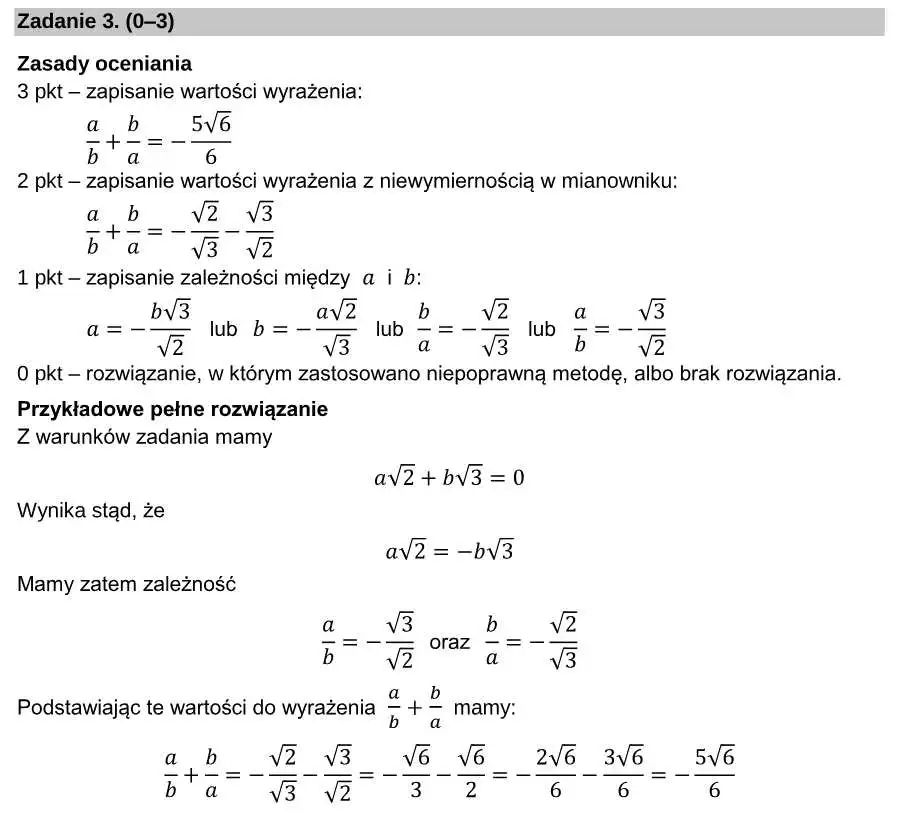 Zadanie 3. (0–3)
Zasady oceniania
3 pkt – zapisanie wartości wyrażenia:
a/b + b/a = −5√6/6
2 pkt – zapisanie wartości wyrażenia z niewymiernością w mianowniku:
a/b + b/a = −√2/√3 − √3/√2
1 pkt – zapisanie zależności między a i b:
a = −b√3/√2 lub b = −a√2/√3 lub b/a = −√2/√3 lub a/b = −√3/√2
0 pkt – rozwiązanie, w którym zastosowano niepoprawną metodę, albo brak rozwiązania.
Przykładowe pełne rozwiązanie
Z warunków zadania mamy
a√2 + b√3 = 0
Wynika stąd, że
a√2 = −b√3
Mamy zatem zależność
a/b = −√3/√2 oraz b/a = −√2/√3
Podstawiając te wartości do wyrażenia a/b + b/a mamy:
a/b + b/a = −√2/√3 − √3/√2 = −√6/3 − √6/2 = −2√6/6 − 3√6/6 = −5√6/6